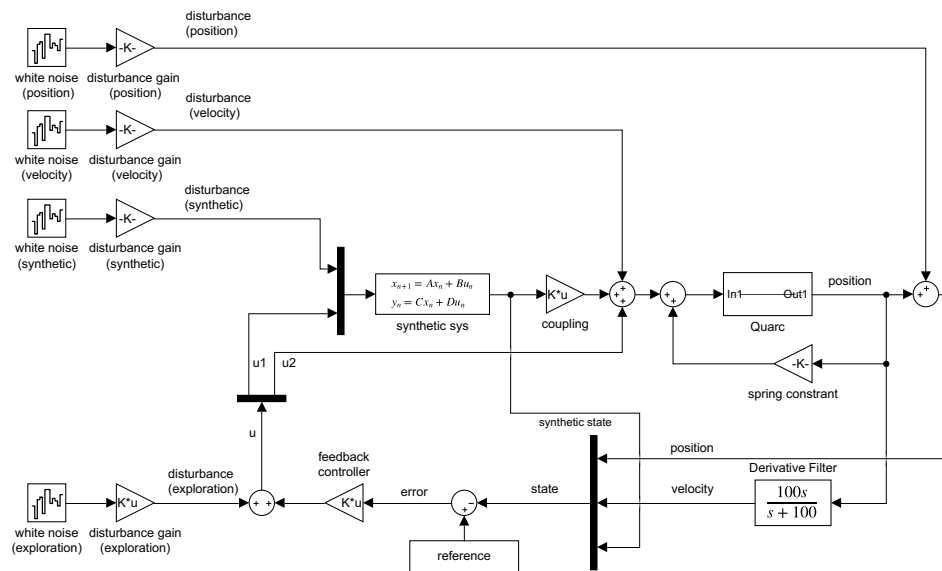 disturbance
(position)
-K-
white noise
(position)
disturbance gain
(position)
disturbance
(velocity)
-K-
white noise
(velocity)
disturbance gain
(velocity)
disturbance
(synthetic)
-K-
white noise
(synthetic)
disturbance gain
(synthetic)
x_{n+1} = Ax_n + Bu_n
y_n = Cx_n + Du_n
synthetic sys
K*u
coupling
+
+
+
+
+
In1
Out1
Quarc
position
+
+
-K-
spring constrant
u1
u2
u
synthetic state
position
Derivative Filter
100s
s + 100
velocity
state
−
+
error
feedback
controller
K*u
+ +
disturbance
(exploration)
K*u
white noise
(exploration)
disturbance gain
(exploration)
reference